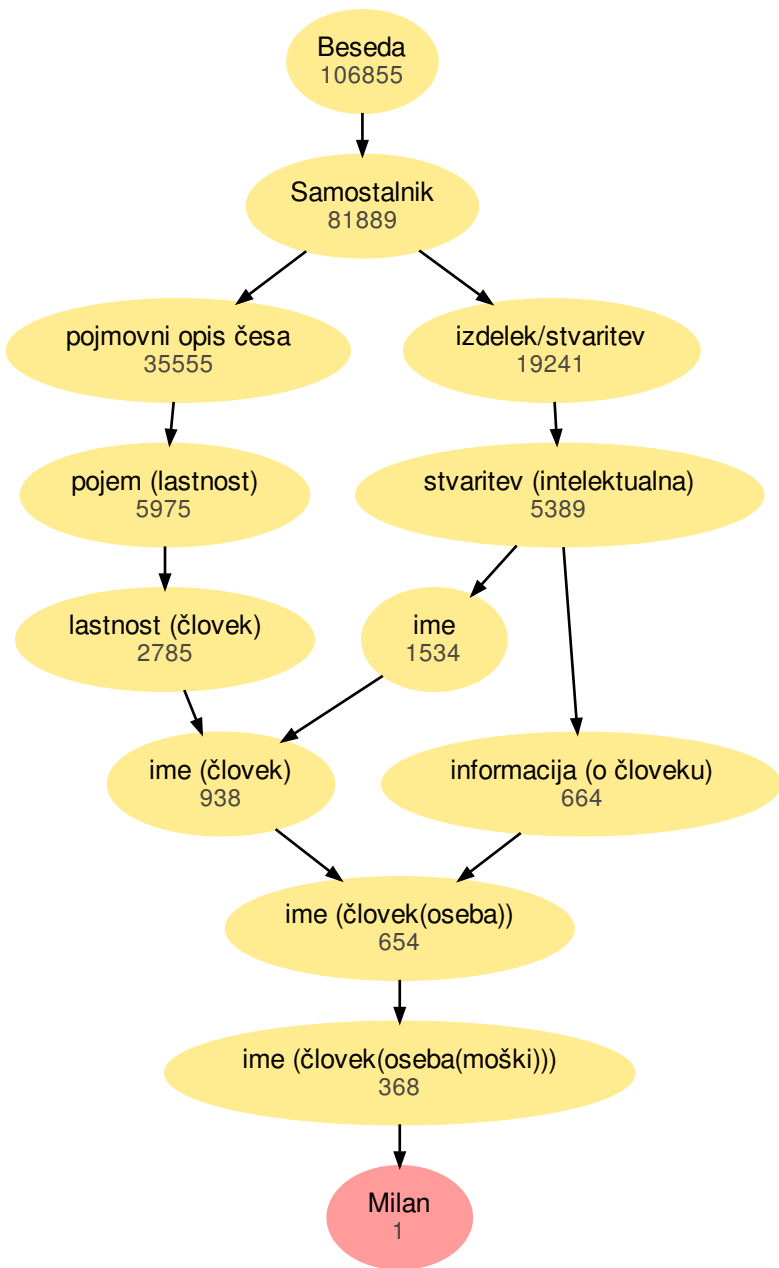 Beseda
106855
Samostalnik
81889
pojmovni opis česa
35555
izdelek/stvaritev
19241
pojem (lastnost)
5975
stvaritev (intelektualna)
5389
lastnost (človek)
2785
ime
1534
ime (človek)
938
informacija (o človeku)
664
ime (človek(oseba))
654
ime (človek(oseba(moški)))
368
Milan
1